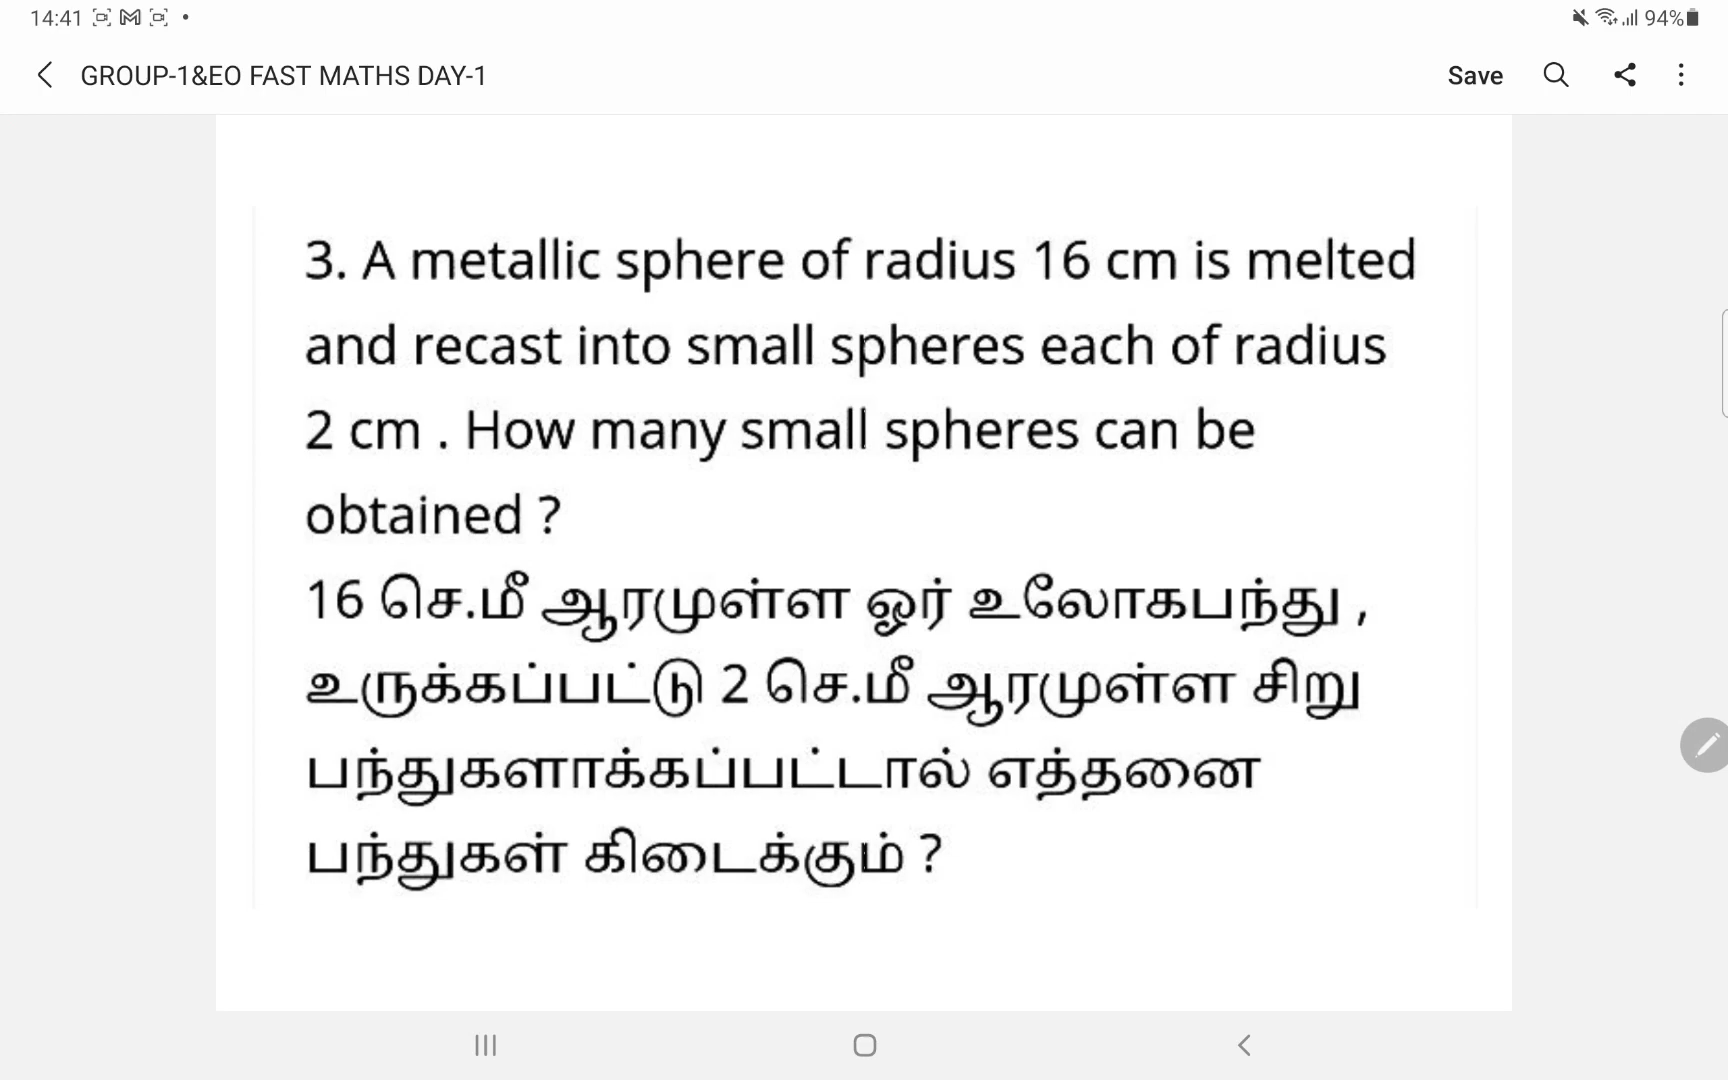 14:41 94%
GROUP-1&EO FAST MATHS DAY-1 Save
3. A metallic sphere of radius 16 cm is melted
and recast into small spheres each of radius
2 cm . How many small spheres can be
obtained ?
16 செ.மீ ஆரமுள்ள ஓர் உலோகபந்து ,
உருக்கப்பட்டு 2 செ.மீ ஆரமுள்ள சிறு
பந்துகளாக்கப்பட்டால் எத்தனை
பந்துகள் கிடைக்கும் ?